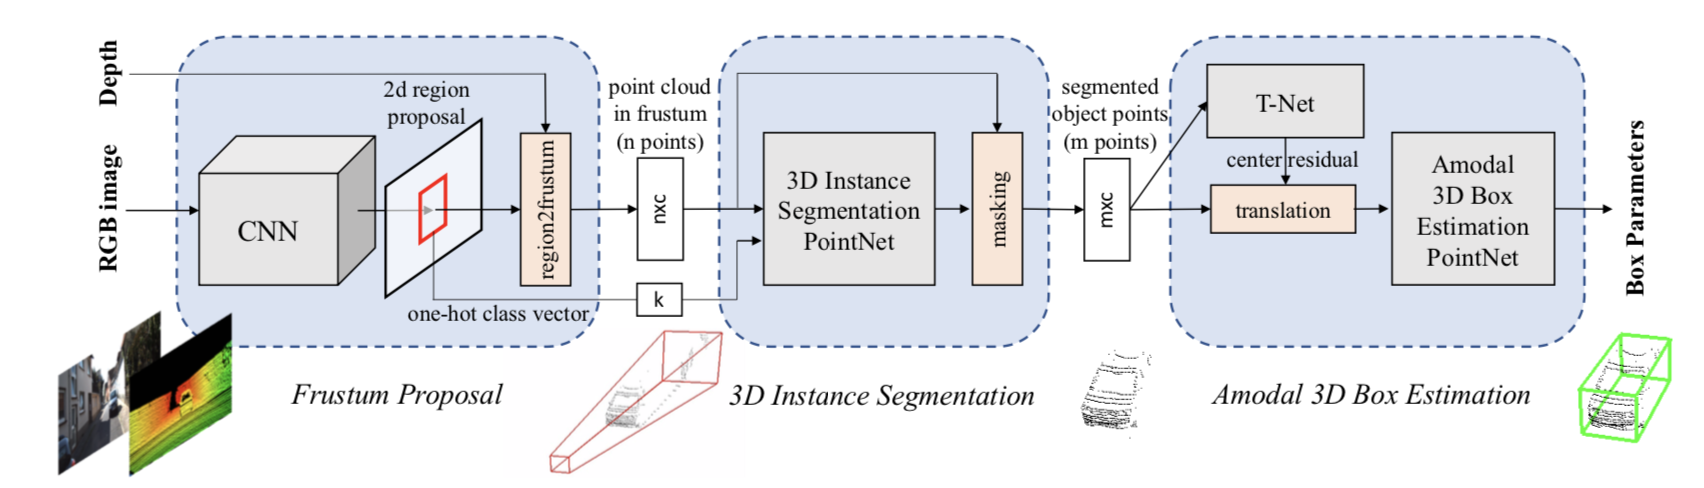 Depth
RGB image
CNN
2d region
proposal
region2frustum
one-hot class vector
point cloud
in frustum
(n points)
nxc
k
3D Instance
Segmentation
PointNet
masking
segmented
object points
(m points)
mxc
T-Net
center residual
translation
Amodal
3D Box
Estimation
PointNet
Box Parameters
Frustum Proposal
3D Instance Segmentation
Amodal 3D Box Estimation